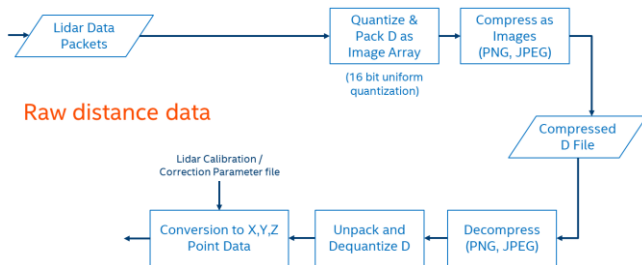 Lidar Data
Packets
Quantize &
Pack D as
Image Array
(16 bit uniform
quantization)
Compress as
Images
(PNG, JPEG)
Raw distance data
Compressed
D File
Lidar Calibration /
Correction Parameter file
Conversion to X,Y,Z
Point Data
Unpack and
Dequantize D
Decompress
(PNG, JPEG)